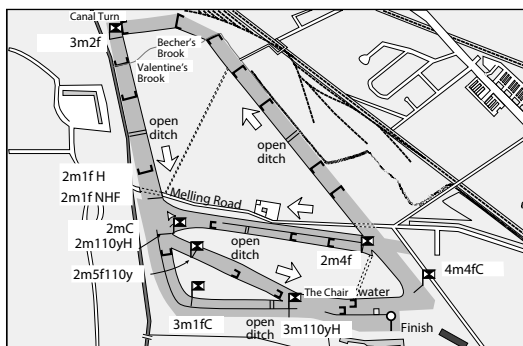 Canal Turn
3m2f
Becher's
Brook
Valentine's
Brook
open
ditch
open
ditch
2m1f H
2m1f NHF
Melling Road
2mC
2m110yH
open
ditch
2m4f
2m5f110y
4m4fC
The Chair
water
3m1fC
open
ditch
3m110yH
Finish